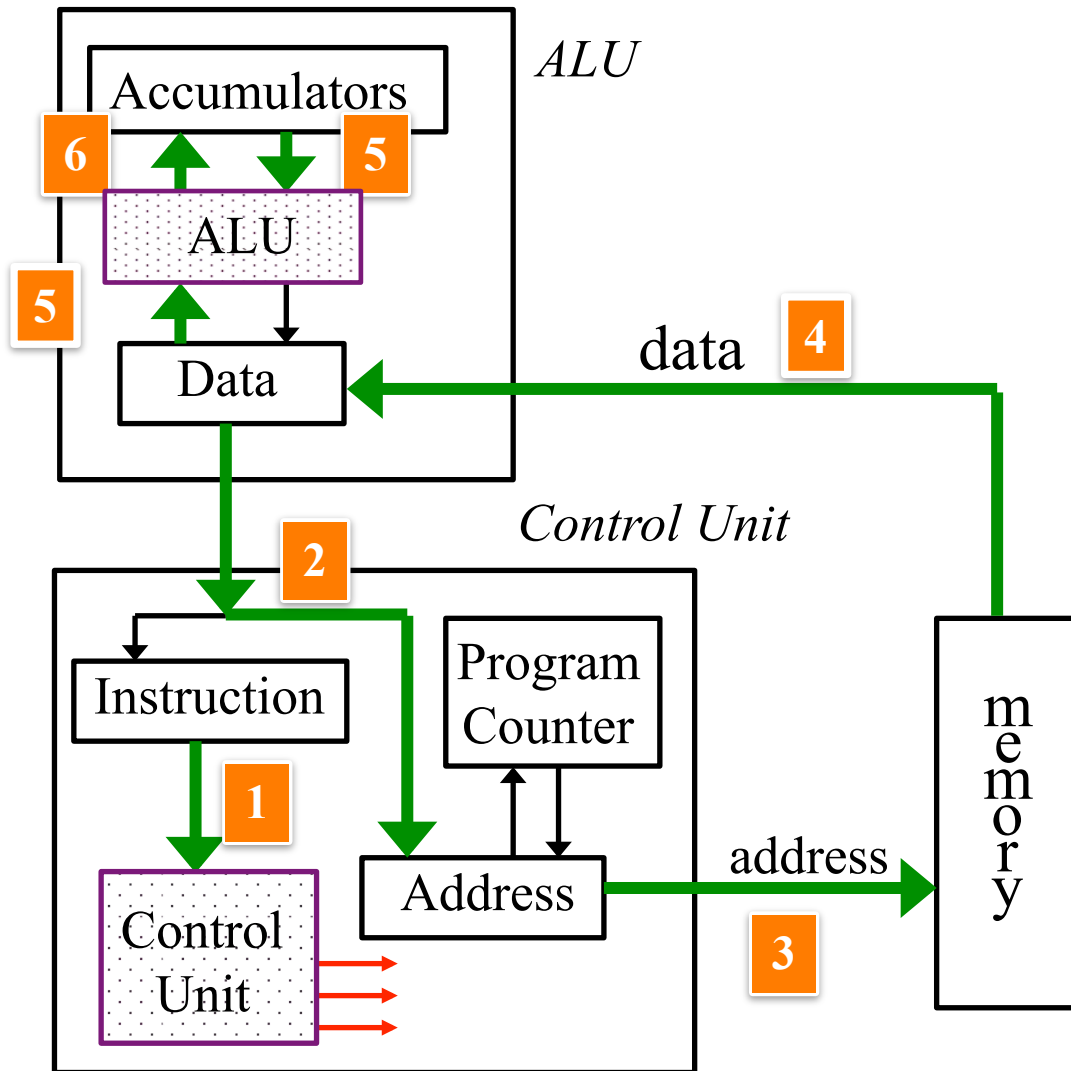 ALU
Accumulators
6
5
ALU
5
4
data
Data
Control Unit
2
Program
Counter
Instruction
memory
1
address
Address
Control
Unit
3